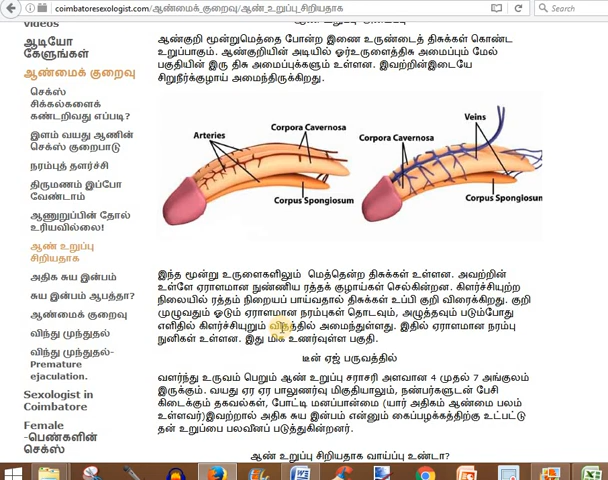 coimbatoresexologist.com/ஆண்மைக்_குறைவு/ஆண்_உறுப்பு_சிறியதாக
Search
videos
ஆடியோ
கேளுங்கள்
ஆண்மைக் குறைவு
செக்ஸ்
சிக்கல்களைக்
கண்டறிவது எப்படி?
இளம் வயது ஆணின்
செக்ஸ் குறைபாடு
நரம்புத் தளர்ச்சி
திருமணம் இப்போ
வேண்டாம்
ஆணுறுப்பின் தோல்
உரியவில்லை!
ஆண் உறுப்பு
சிறியதாக
அதிக சுய இன்பம்
சுய இன்பம் ஆபத்தா?
ஆண்மைக் குறைவு
விந்து முந்துதல்
விந்து முந்துதல்-
Premature
ejaculation.
Sexologist in
Coimbatore
Female
-பெண்களின்
செக்ஸ்
ஆண்குறி மூன்றுமெத்தை போன்ற இணை உருண்டைத் திசுக்கள் கொண்ட
உறுப்பாகும். ஆண்குறியின் அடியில் ஓர்உருளைத்திசு அமைப்பும் மேல்
பகுதியின் இரு திசு அமைப்புக்களும் உள்ளன. இவற்றின்இடையே
சிறுநீர்க்குழாய் அமைந்திருக்கிறது.
Arteries
Corpora Cavernosa
Corpus Spongiosum
Corpora Cavernosa
Veins
Corpus Spongiosum
இந்த மூன்று உருளைகளிலும் மெத்தென்ற திசுக்கள் உள்ளன. அவற்றின்
உள்ளே ஏராளமான நுண்ணிய ரத்தக் குழாய்கள் செல்கின்றன. கிளர்ச்சியுற்ற
நிலையில் ரத்தம் நிறையப் பாய்வதால் திசுக்கள் உப்பி குறி விரைக்கிறது. குறி
முழுவதும் ஓடும் ஏராளமான நரம்புகள் தொடவும், அழுத்தவும் படும்போது
எளிதில் கிளர்ச்சியுறும் விதத்தில் அமைந்துள்ளது. இதில் ஏராளமான நரம்பு
நுனிகள் உள்ளன. இது மிக உணர்வுள்ள பகுதி.
டீன் ஏஜ் பருவத்தில்
வளர்ந்து உருவம் பெறும் ஆண் உறுப்பு சராசரி அளவான 4 முதல் 7 அங்குலம்
இருக்கும். வயது ஏர ஏர பாலுணர்வு மிகுதியாலும், நண்பர்களுடன் பேசி
கிடைக்கும் தகவல்கள், போட்டி மனப்பான்மை (யார் அதிகம் ஆண்மை பலம்
உள்ளவர்)இவற்றால் அதிக சுய இன்பம் என்னும் கைப்பழக்கத்திற்கு உட்பட்டு
தன் உறுப்பை பலவீனப் படுத்துகின்றனர்.
ஆண் உறுப்பு சிறியதாக வாய்ப்பு உண்டா?